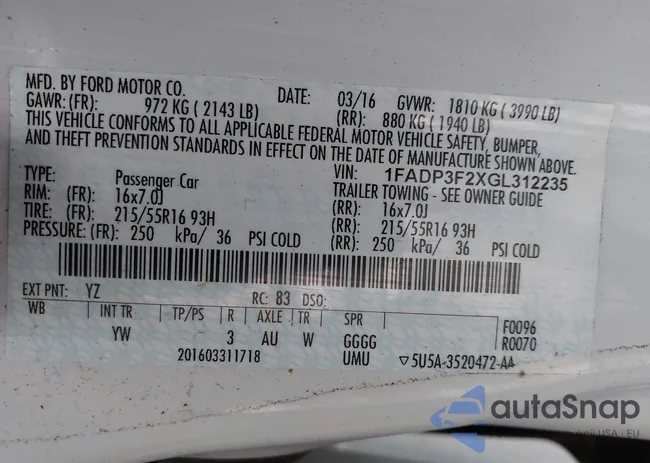 MFD. BY FORD MOTOR CO. DATE: 03/16 GVWR: 1810 KG ( 3990 LB)
GAWR: (FR): 972 KG ( 2143 LB) (RR): 880 KG ( 1940 LB)
THIS VEHICLE CONFORMS TO ALL APPLICABLE FEDERAL MOTOR VEHICLE SAFETY, BUMPER,
AND THEFT PREVENTION STANDARDS IN EFFECT ON THE DATE OF MANUFACTURE SHOWN ABOVE.
VIN: 1FADP3F2XGL312235
TYPE: Passenger Car TRAILER TOWING - SEE OWNER GUIDE
RIM: (FR): 16x7.0J (RR): 16x7.0J
TIRE: (FR): 215/55R16 93H (RR): 215/55R16 93H
PRESSURE: (FR): 250 kPa/ 36 PSI COLD (RR): 250 kPa/ 36 PSI COLD
EXT PNT: YZ RC: 83 DSO:
WB INT TR TP/PS R AXLE TR SPR F0096
YW 3 AU W GGGG R0070
201603311718 UMU ▽5U5A-3520472-AA
autoSnap
USA | EU